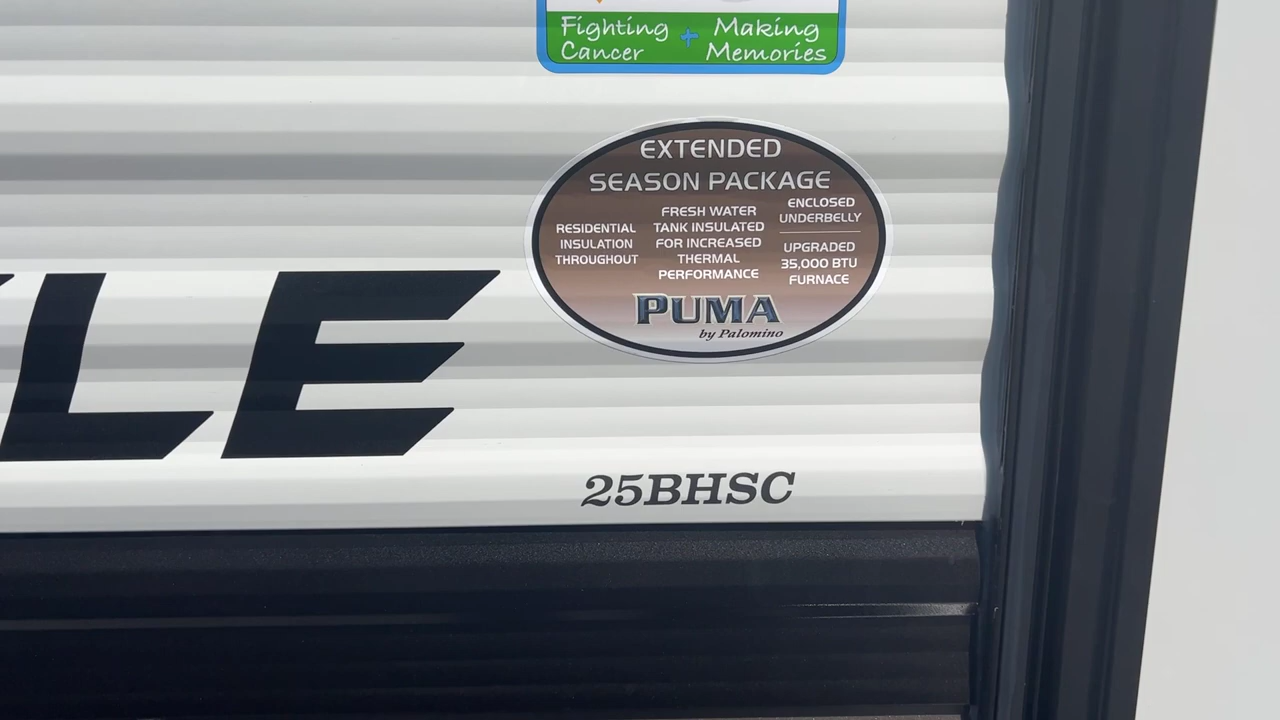 Fighting + Making
Cancer Memories
EXTENDED
SEASON PACKAGE
RESIDENTIAL
INSULATION
THROUGHOUT
FRESH WATER
TANK INSULATED
FOR INCREASED
THERMAL
PERFORMANCE
ENCLOSED
UNDERBELLY
UPGRADED
35,000 BTU
FURNACE
PUMA
by Palomino
LE
25BHSC